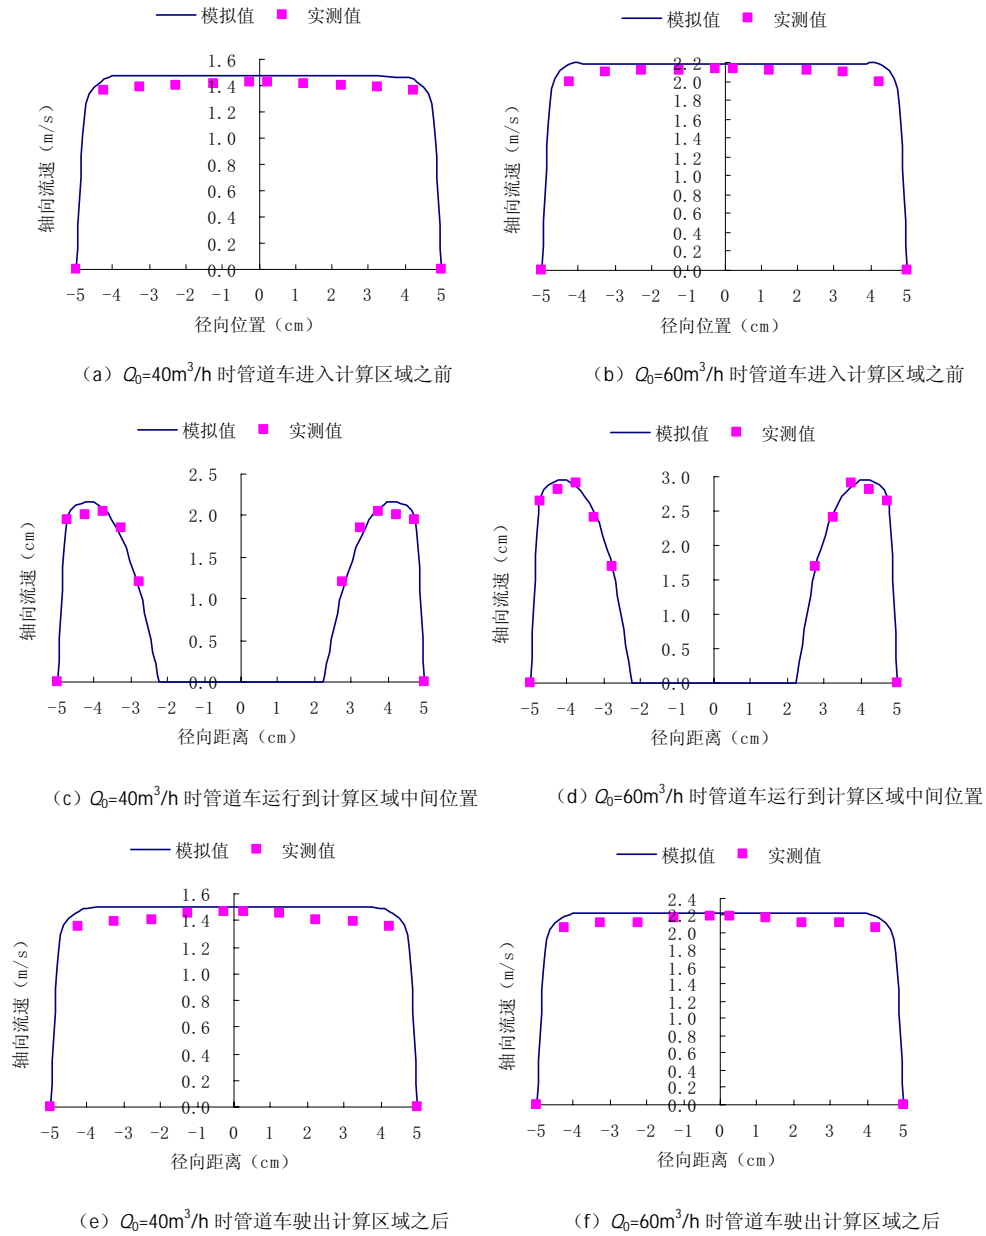 模拟值 实测值
模拟值 实测值
1.6
1.4
1.2
1.0
0.8
0.6
0.4
0.2
0.0
轴向流速（m/s）
-5 -4 -3 -2 -1 0 1 2 3 4 5
径向位置（cm）
2.2
2.0
1.8
1.6
1.4
1.2
1.0
0.8
0.6
0.4
0.2
0.0
轴向流速（m/s）
-5 -4 -3 -2 -1 0 1 2 3 4 5
径向位置（cm）
（a）Q0=40m³/h 时管道车进入计算区域之前
（b）Q0=60m³/h 时管道车进入计算区域之前
模拟值 实测值
模拟值 实测值
2.5
2.0
1.5
1.0
0.5
0.0
轴向流速（cm）
-5 -4 -3 -2 -1 0 1 2 3 4 5
径向距离（cm）
3.0
2.5
2.0
1.5
1.0
0.5
0.0
轴向流速（cm）
-5 -4 -3 -2 -1 0 1 2 3 4 5
径向距离（cm）
（c）Q0=40m³/h 时管道车运行到计算区域中间位置
（d）Q0=60m³/h 时管道车运行到计算区域中间位置
模拟值 实测值
模拟值 实测值
1.6
1.4
1.2
1.0
0.8
0.6
0.4
0.2
0.0
轴向流速（m/s）
-5 -4 -3 -2 -1 0 1 2 3 4 5
径向距离（cm）
2.4
2.2
2.0
1.8
1.6
1.4
1.2
1.0
0.8
0.6
0.4
0.2
0.0
轴向流速（m/s）
-5 -4 -3 -2 -1 0 1 2 3 4 5
径向距离（cm）
（e）Q0=40m³/h 时管道车驶出计算区域之后
（f）Q0=60m³/h 时管道车驶出计算区域之后